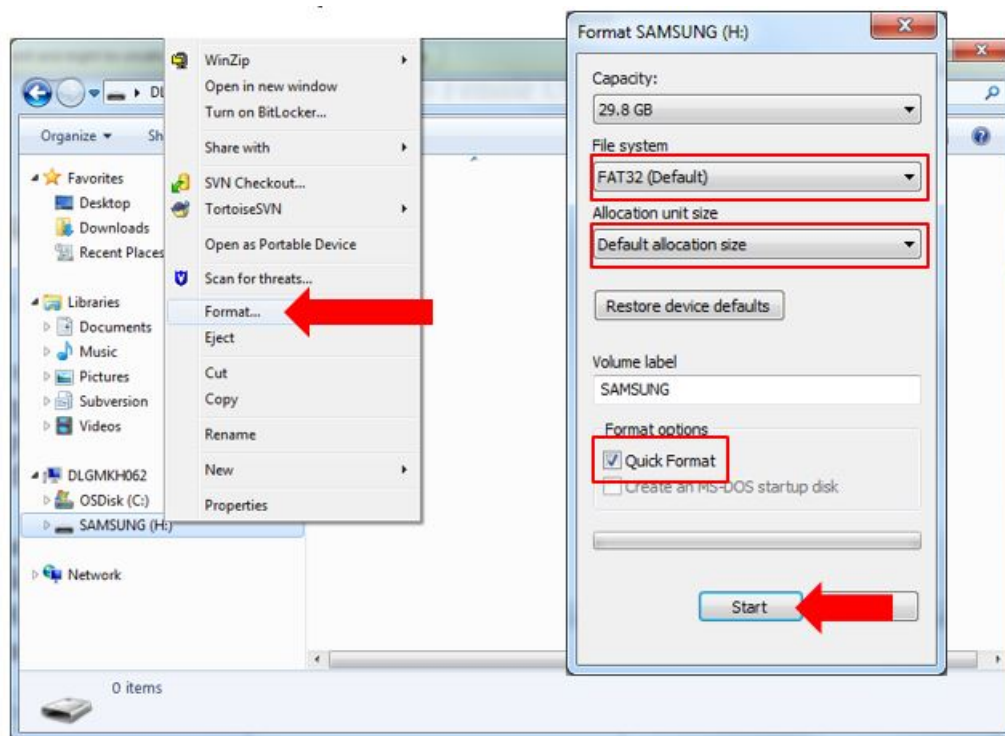 DL
Organize
Sh
Favorites
Desktop
Downloads
Recent Places
Libraries
Documents
Music
Pictures
Subversion
Videos
DLGMKH062
OSDisk (C:)
SAMSUNG (H:)
Network
0 items
WinZip
Open in new window
Turn on BitLocker...
Share with
SVN Checkout...
TortoiseSVN
Open as Portable Device
Scan for threats...
Format...
Eject
Cut
Copy
Rename
New
Properties
Format SAMSUNG (H:)
Capacity:
29.8 GB
File system
FAT32 (Default)
Allocation unit size
Default allocation size
Restore device defaults
Volume label
SAMSUNG
Format options
Quick Format
Create an MS-DOS startup disk
Start